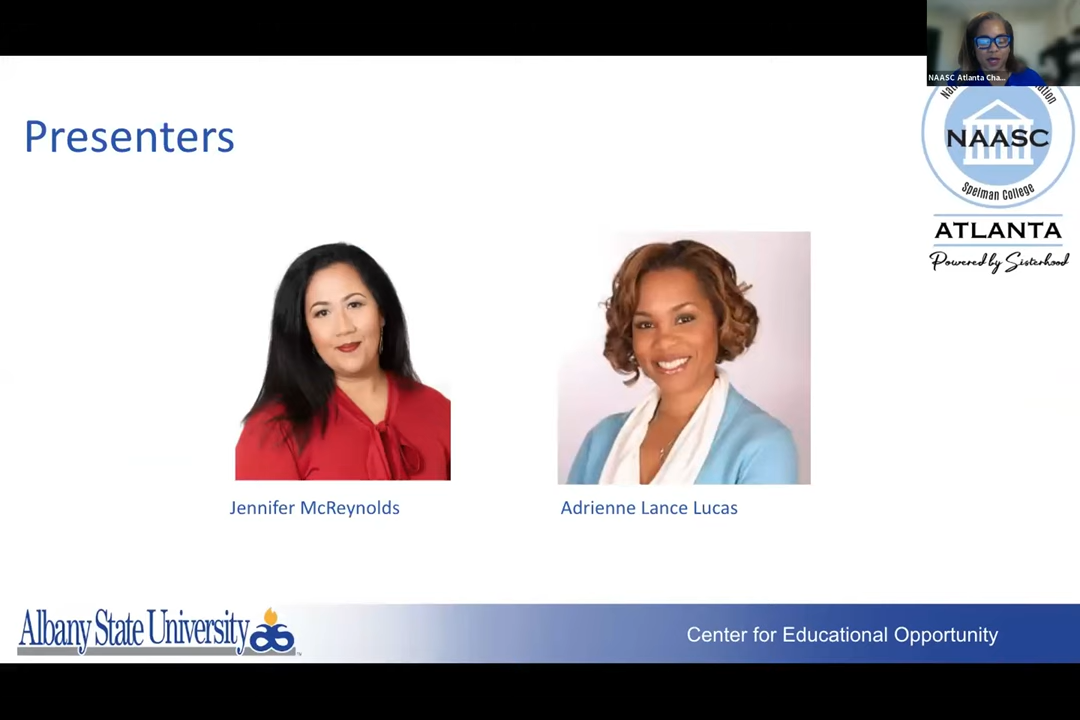 NAASC Atlanta Cha...
Presenters
NAASC
Spelman College
ATLANTA
Powered by Sisterhood
Jennifer McReynolds
Adrienne Lance Lucas
Albany State University
Center for Educational Opportunity